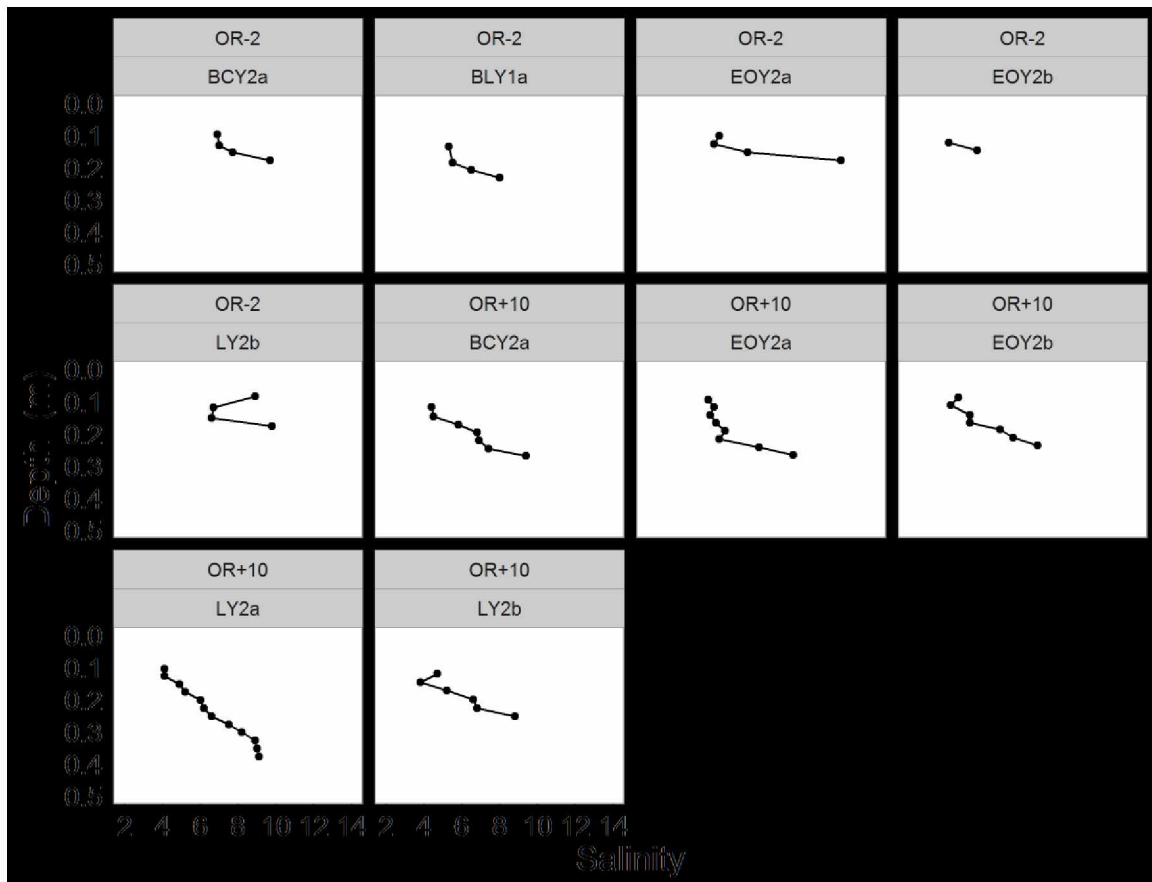 OR-2 OR-2 OR-2 OR-2
BCY2a BLY1a EOY2a EOY2b
0.0
0.1
0.2
0.3
0.4
0.5
OR-2 OR+10 OR+10 OR+10
LY2b BCY2a EOY2a EOY2b
0.0
0.1
0.2
0.3
0.4
0.5
Depth (m)
OR+10 OR+10
LY2a LY2b
0.0
0.1
0.2
0.3
0.4
0.5
2 4 6 8 10 12 14 2 4 6 8 10 12 14
Salinity